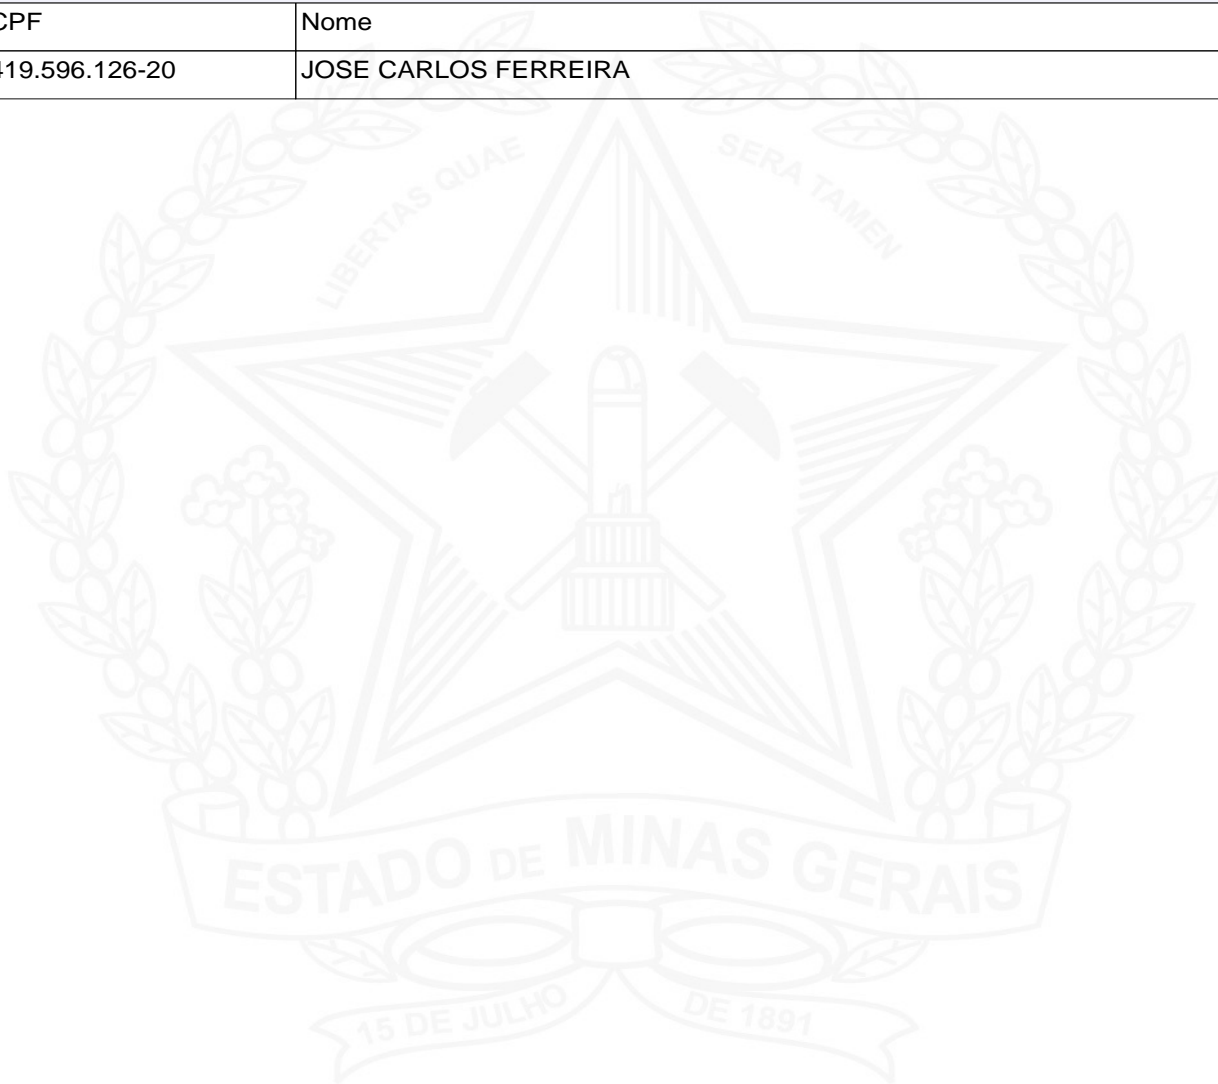 CPF Nome
419.596.126-20 JOSE CARLOS FERREIRA
LIBERTAS QUAE SERA TAMEN
ESTADO DE MINAS GERAIS
15 DE JULHO DE 1891